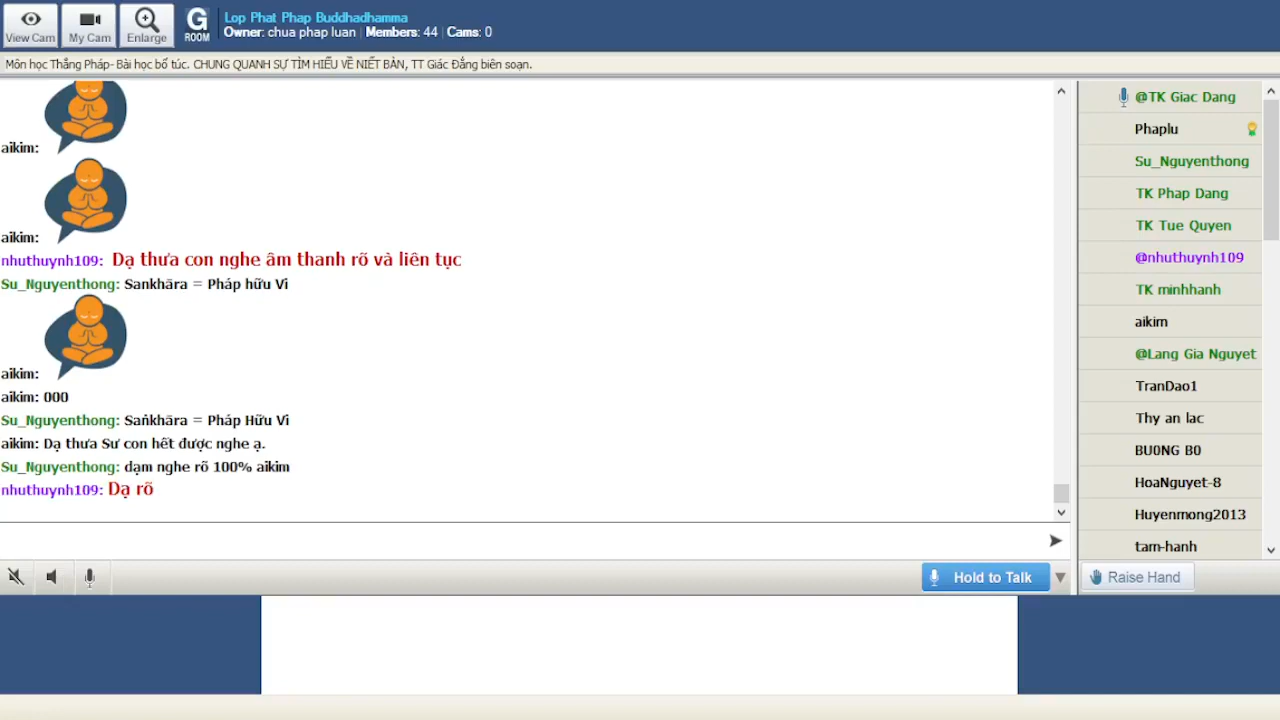 View Cam
My Cam
Enlarge
G
ROOM
Lop Phat Phap Buddhadhamma
Owner: chua phap luan | Members: 44 | Cams: 0
Môn học Thắng Pháp- Bài học bổ túc. CHUNG QUANH SỰ TÌM HIỂU VỀ NIẾT BÀN, TT Giác Đẳng biên soạn.
aikim:
aikim:
nhuthuynh109: Dạ thưa con nghe âm thanh rõ và liên tục
Su_Nguyenthong: Sankhāra = Pháp hữu Vi
aikim:
aikim: 000
Su_Nguyenthong: Saṅkhāra = Pháp Hữu Vi
aikim: Dạ thưa Sư con hết được nghe ạ.
Su_Nguyenthong: dạm nghe rõ 100% aikim
nhuthuynh109: Dạ rõ
Hold to Talk
@TK Giac Dang
Phaplu
Su_Nguyenthong
TK Phap Dang
TK Tue Quyen
@nhuthuynh109
TK minhhanh
aikim
@Lang Gia Nguyet
TranDao1
Thy an lac
BU0NG B0
HoaNguyet-8
Huyenmong2013
tam-hanh
Raise Hand